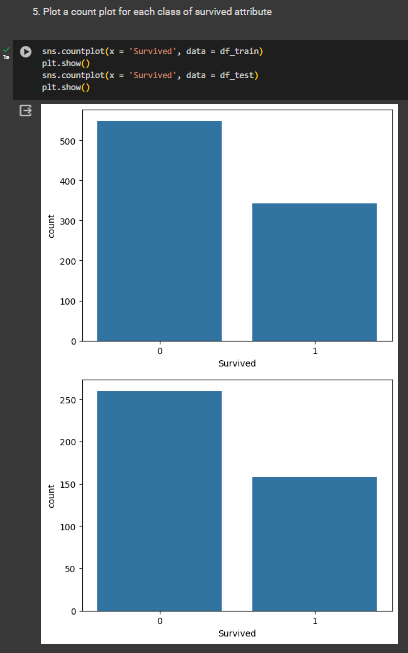 5. Plot a count plot for each class of survived attribute
sns.countplot(x = 'Survived', data = df_train)
plt.show()
sns.countplot(x = 'Survived', data = df_test)
plt.show()
500
400
300
200
100
0
count
0 1
Survived
250
200
150
100
50
0
count
0 1
Survived